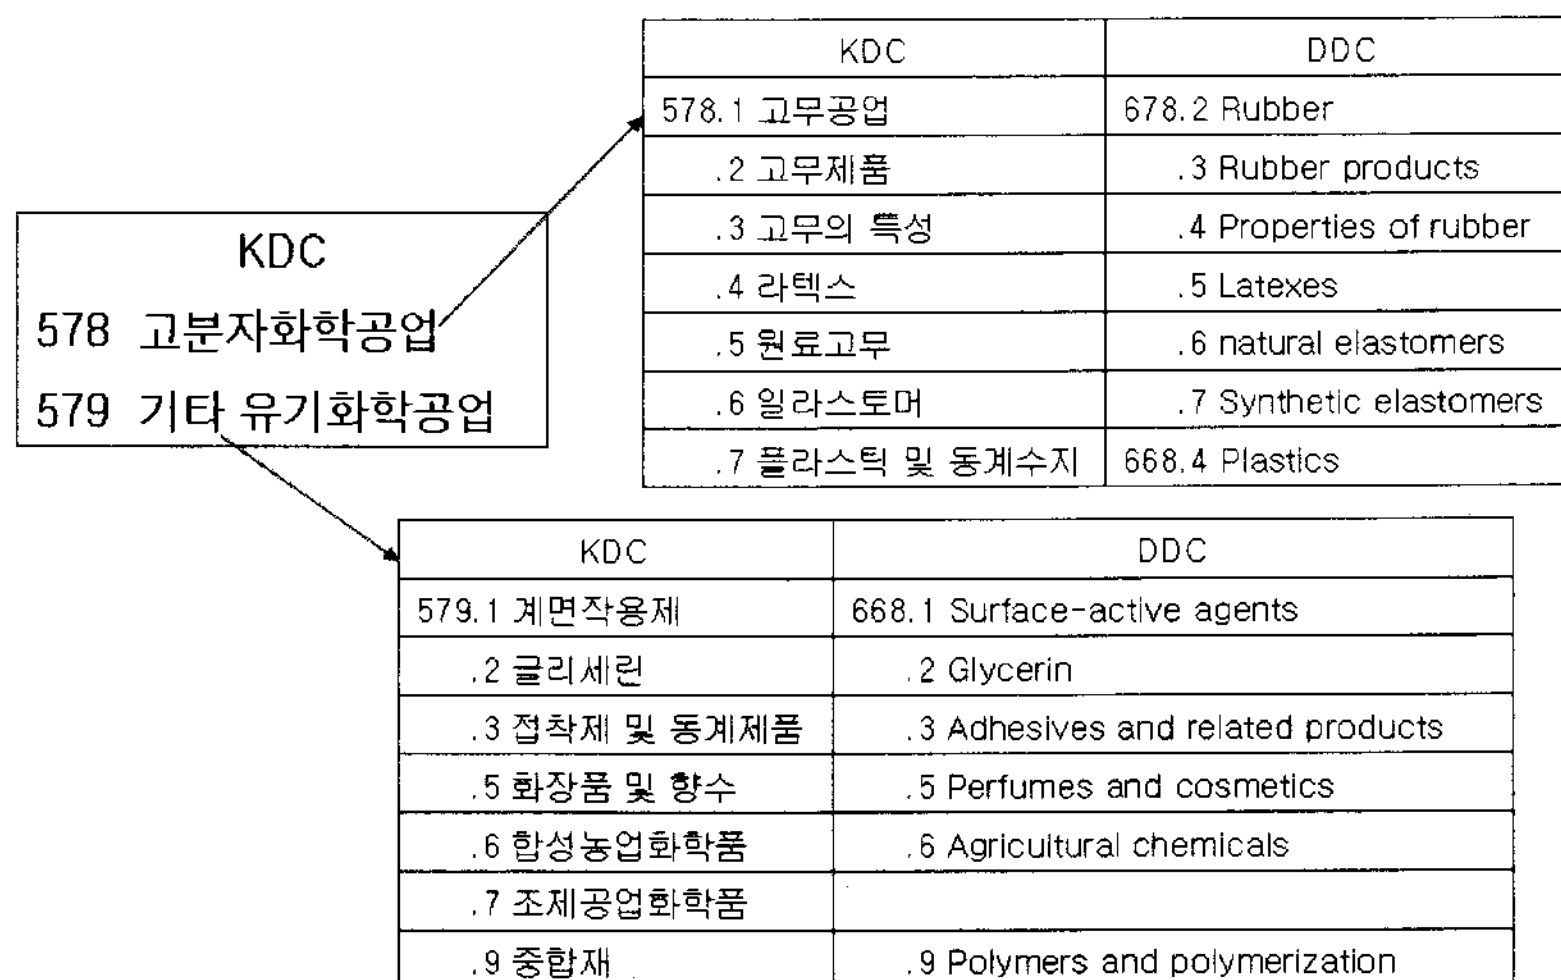 KDC
578 고분자화학공업
579 기타 유기화학공업
KDC DDC
578.1 고무공업 678.2 Rubber
.2 고무제품 .3 Rubber products
.3 고무의 특성 .4 Properties of rubber
.4 라텍스 .5 Latexes
.5 원료고무 .6 natural elastomers
.6 일라스토머 .7 Synthetic elastomers
.7 플라스틱 및 동계수지 668.4 Plastics
KDC DDC
579.1 계면작용제 668.1 Surface-active agents
.2 글리세린 .2 Glycerin
.3 접착제 및 동계제품 .3 Adhesives and related products
.5 화장품 및 향수 .5 Perfumes and cosmetics
.6 합성농업화학품 .6 Agricultural chemicals
.7 조제공업화학품
.9 중합재 .9 Polymers and polymerization